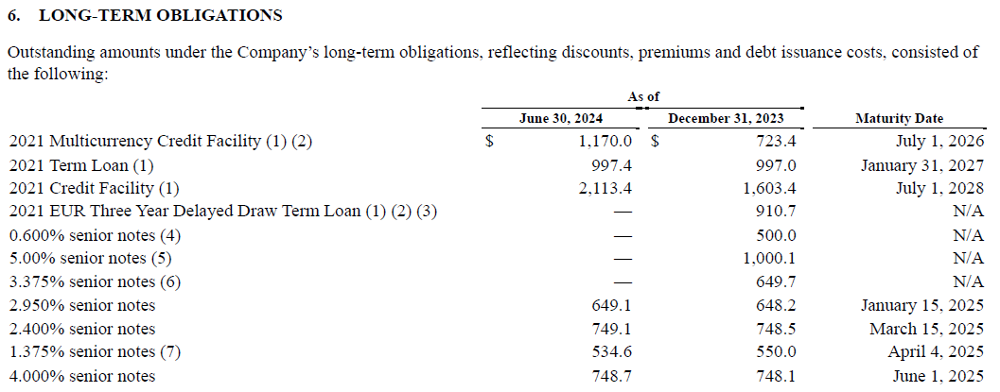 6. LONG-TERM OBLIGATIONS
Outstanding amounts under the Company’s long-term obligations, reflecting discounts, premiums and debt issuance costs, consisted of
the following:
As of
June 30, 2024 December 31, 2023 Maturity Date
2021 Multicurrency Credit Facility (1) (2) $ 1,170.0 $ 723.4 July 1, 2026
2021 Term Loan (1) 997.4 997.0 January 31, 2027
2021 Credit Facility (1) 2,113.4 1,603.4 July 1, 2028
2021 EUR Three Year Delayed Draw Term Loan (1) (2) (3) — 910.7 N/A
0.600% senior notes (4) — 500.0 N/A
5.00% senior notes (5) — 1,000.1 N/A
3.375% senior notes (6) — 649.7 N/A
2.950% senior notes 649.1 648.2 January 15, 2025
2.400% senior notes 749.1 748.5 March 15, 2025
1.375% senior notes (7) 534.6 550.0 April 4, 2025
4.000% senior notes 748.7 748.1 June 1, 2025